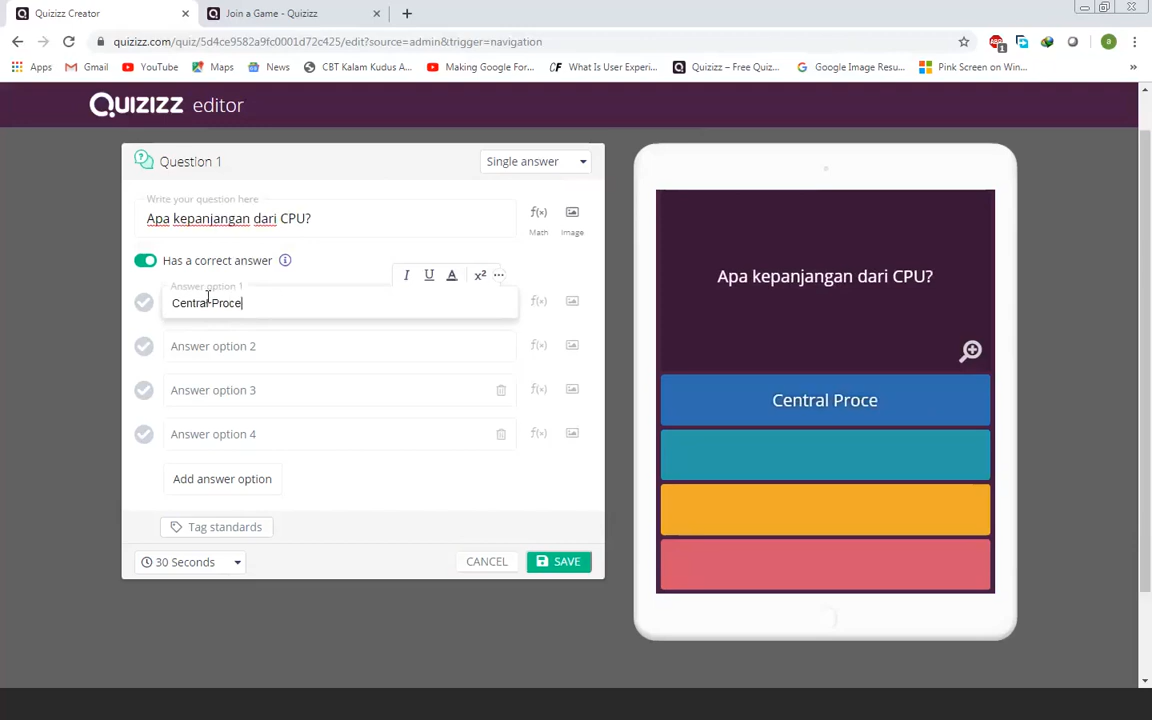 Quizizz Creator
Join a Game - Quizizz
quizizz.com/quiz/5d4ce9582a9fc0001d72c425/edit?source=admin&trigger=navigation
ABP
1
a
Apps
Gmail
YouTube
Maps
News
CBT Kalam Kudus A...
Making Google For...
CF What Is User Experi...
Quizizz – Free Quiz...
Google Image Resu...
Pink Screen on Win...
»
QUIZIZZ editor
Question 1
Single answer
Write your question here
Apa kepanjangan dari CPU?
f(x)
Math
Image
Has a correct answer
I U A x² ...
Answer option 1
Central Proce
f(x)
Answer option 2
f(x)
Answer option 3
f(x)
Answer option 4
f(x)
Add answer option
Tag standards
30 Seconds
CANCEL
SAVE
Apa kepanjangan dari CPU?
Central Proce